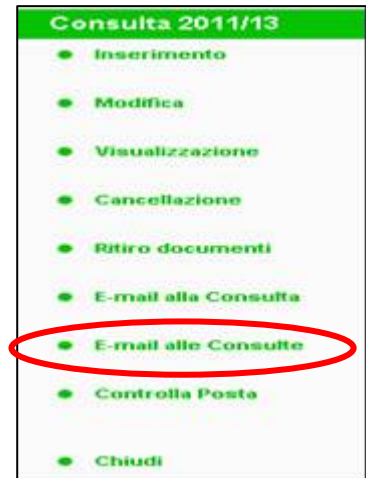 Consulta 2011/13
Inserimento
Modifica
Visualizzazione
Cancellazione
Ritiro documenti
E-mail alla Consulta
E-mail alle Consulte
Controlla Posta
Chiudi